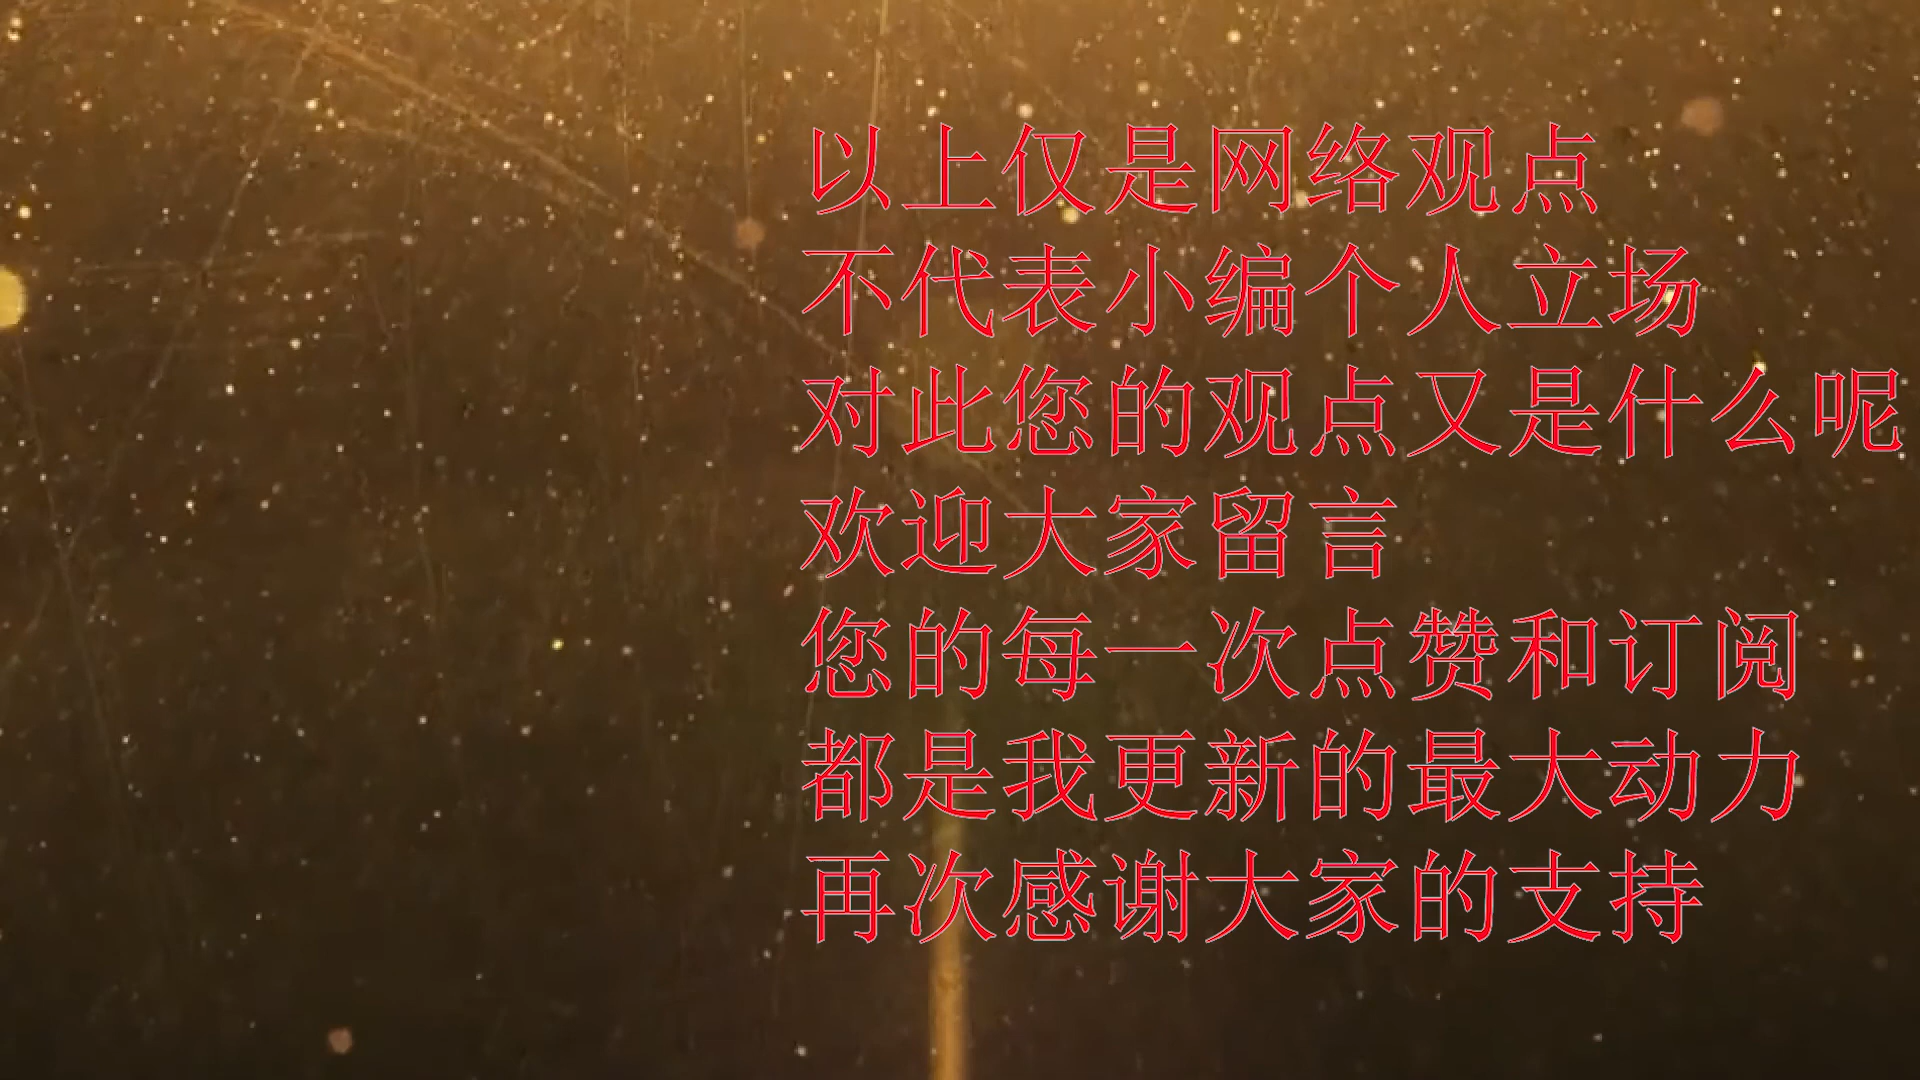 以上仅是网络观点
不代表小编个人立场
对此您的观点又是什么呢
欢迎大家留言
您的每一次点赞和订阅
都是我更新的最大动力
再次感谢大家的支持